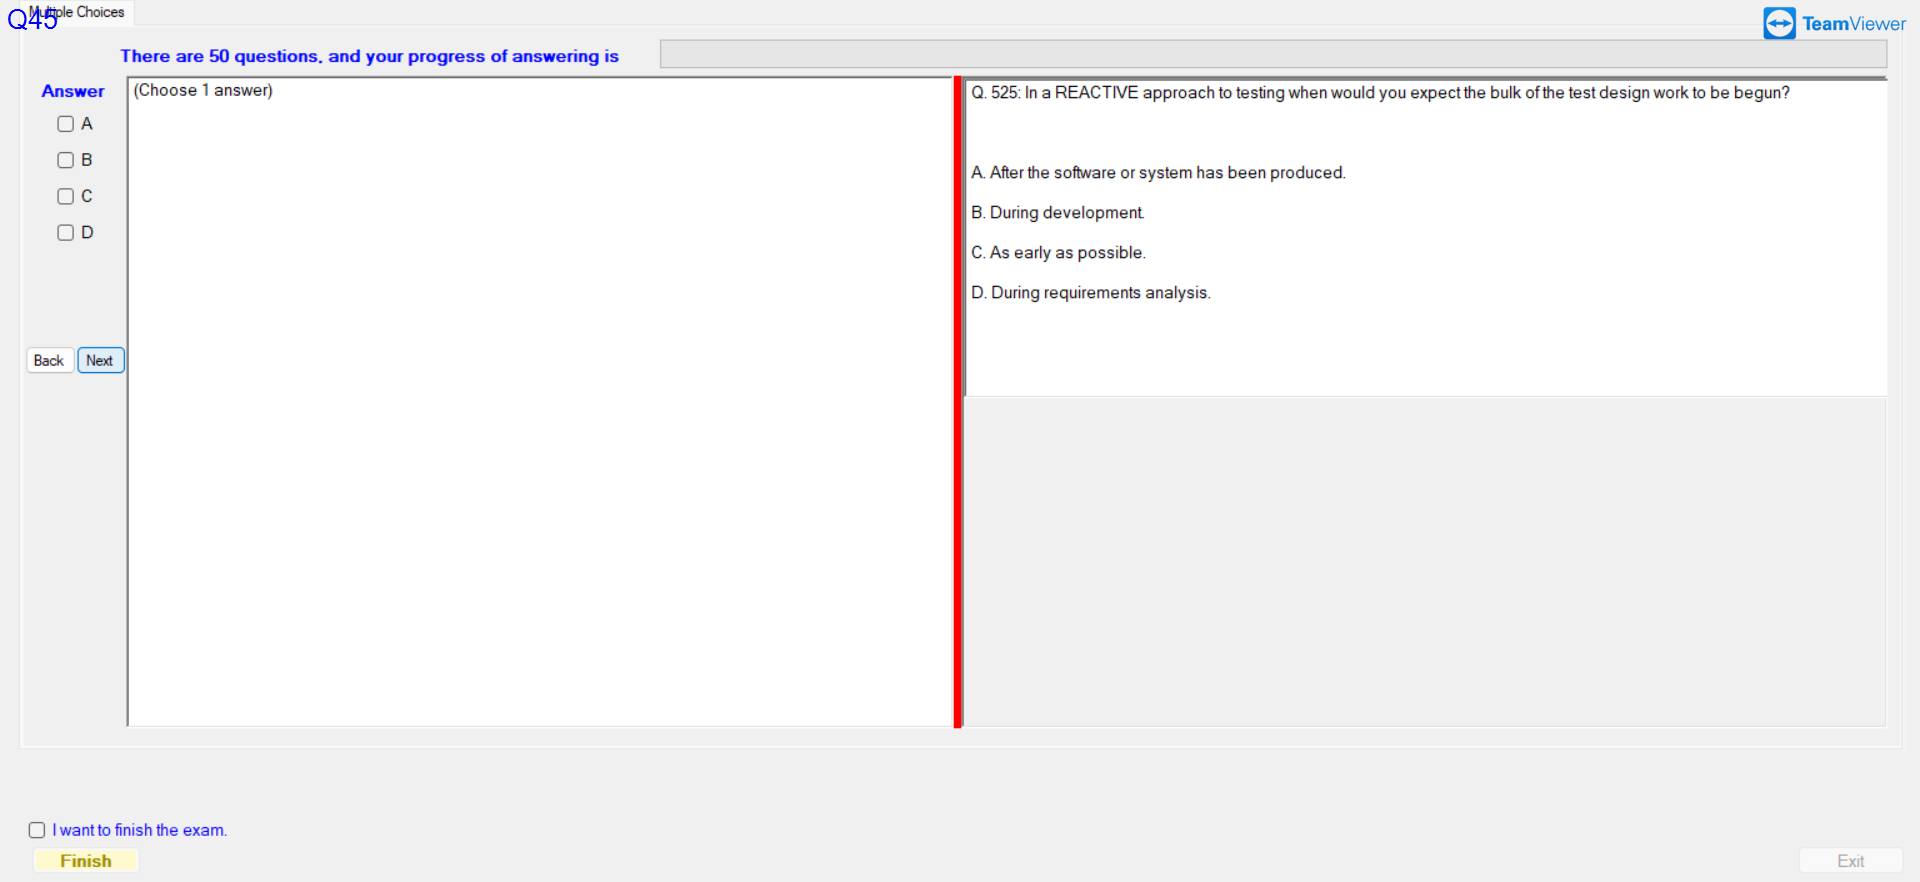 Multiple Choices
Q45
TeamViewer
There are 50 questions, and your progress of answering is
Answer
(Choose 1 answer)
A
B
C
D
Back
Next
Q. 525: In a REACTIVE approach to testing when would you expect the bulk of the test design work to be begun?
A. After the software or system has been produced.
B. During development.
C. As early as possible.
D. During requirements analysis.
I want to finish the exam.
Finish
Exit